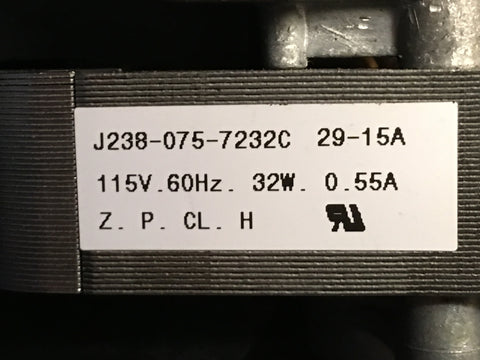 J238-075-7232C 29-15A
115V.60Hz. 32W. 0.55A
Z. P. CL. H